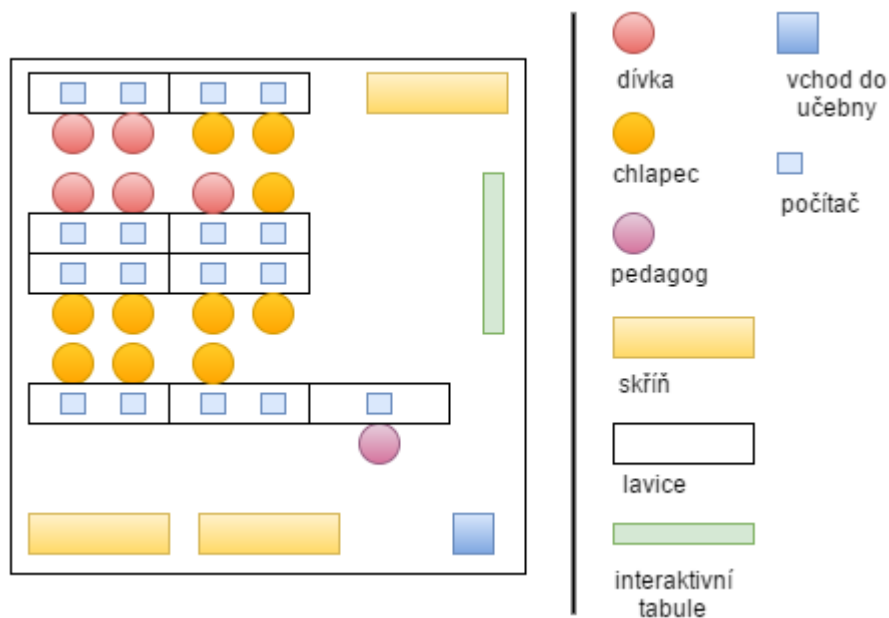 dívka
vchod do
učebny
chlapec
počítač
pedagog
skříň
lavice
interaktivní
tabule